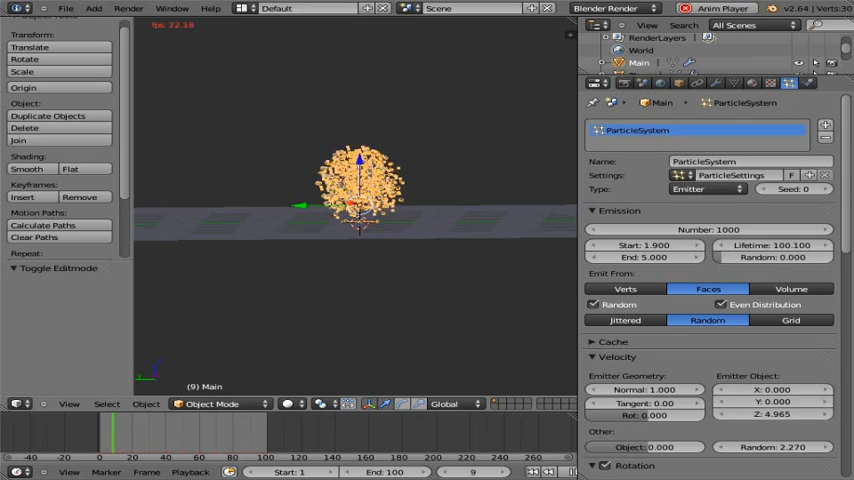 File Add Render Window Help Default Scene Blender Render Anim Player v2.64 | Verts:30
Transform:
Translate
Rotate
Scale
Origin
Object:
Duplicate Objects
Delete
Join
Shading:
Smooth Flat
Keyframes:
Insert Remove
Motion Paths:
Calculate Paths
Clear Paths
Repeat:
Toggle Editmode
fps: 22.18
(9) Main
View Select Object Object Mode Global
-40 -20 0 20 40 60 80 100 120 140 160 180 200 220 240 260
View Marker Frame Playback Start: 1 End: 100 9
View Search All Scenes
RenderLayers
World
Main
Main ParticleSystem
ParticleSystem
Name: ParticleSystem
Settings: ParticleSettings F
Type: Emitter Seed: 0
Emission
Number: 1000
Start: 1.900 Lifetime: 100.100
End: 5.000 Random: 0.000
Emit From:
Verts Faces Volume
Random Even Distribution
Jittered Random Grid
Cache
Velocity
Emitter Geometry: Emitter Object:
Normal: 1.000 X: 0.000
Tangent: 0.00 Y: 0.000
Rot: 0.000 Z: 4.965
Other:
Object: 0.000 Random: 2.270
Rotation